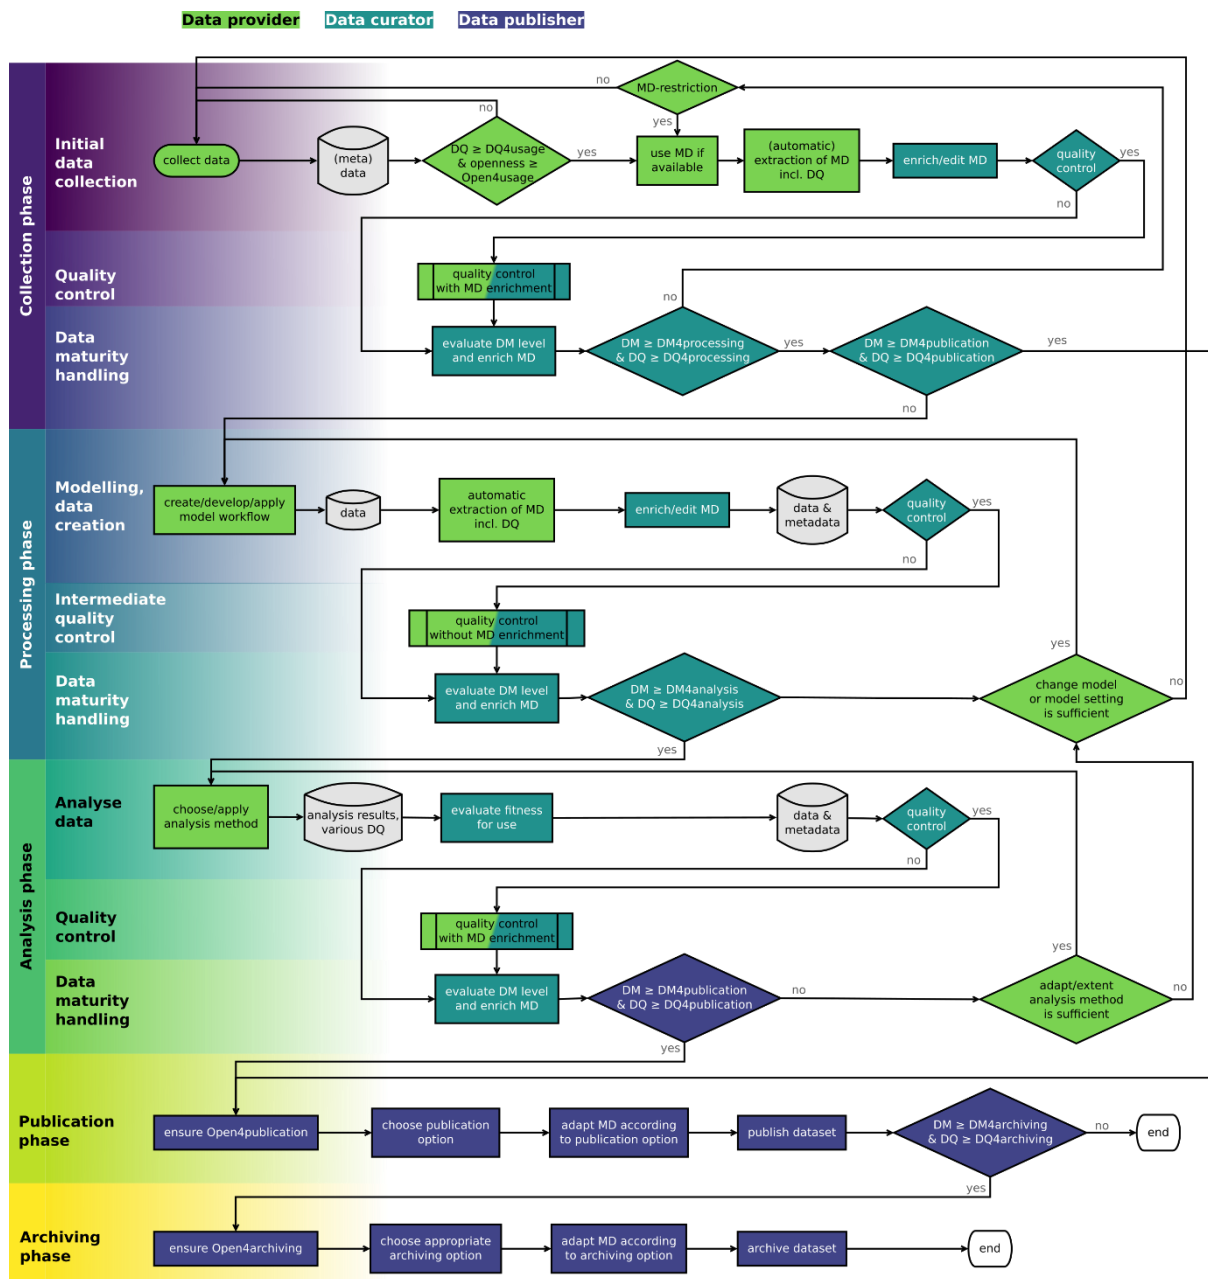 Data provider
Data curator
Data publisher
Collection phase
Initial
data
collection
collect data
(meta)
data
DQ ≥ DQ4usage
& openness ≥
Open4usage
no
yes
MD-restriction
no
yes
use MD if
available
(automatic)
extraction of MD
incl. DQ
enrich/edit MD
quality
control
yes
no
Quality
control
quality control
with MD enrichment
Data
maturity
handling
evaluate DM level
and enrich MD
DM ≥ DM4processing
& DQ ≥ DQ4processing
no
yes
DM ≥ DM4publication
& DQ ≥ DQ4publication
yes
no
Processing phase
Modelling,
data
creation
create/develop/apply
model workflow
data
automatic
extraction of MD
incl. DQ
enrich/edit MD
data &
metadata
quality
control
yes
no
Intermediate
quality
control
quality control
without MD enrichment
Data
maturity
handling
evaluate DM level
and enrich MD
DM ≥ DM4analysis
& DQ ≥ DQ4analysis
yes
change model
or model setting
is sufficient
yes
no
Analysis phase
Analyse
data
choose/apply
analysis method
analysis results,
various DQ
evaluate fitness
for use
data &
metadata
quality
control
yes
no
Quality
control
quality control
with MD enrichment
Data
maturity
handling
evaluate DM level
and enrich MD
DM ≥ DM4publication
& DQ ≥ DQ4publication
no
yes
adapt/extent
analysis method
is sufficient
yes
no
Publication
phase
ensure Open4publication
choose publication
option
adapt MD according
to publication option
publish dataset
DM ≥ DM4archiving
& DQ ≥ DQ4archiving
no
end
yes
Archiving
phase
ensure Open4archiving
choose appropriate
archiving option
adapt MD according
to archiving option
archive dataset
end